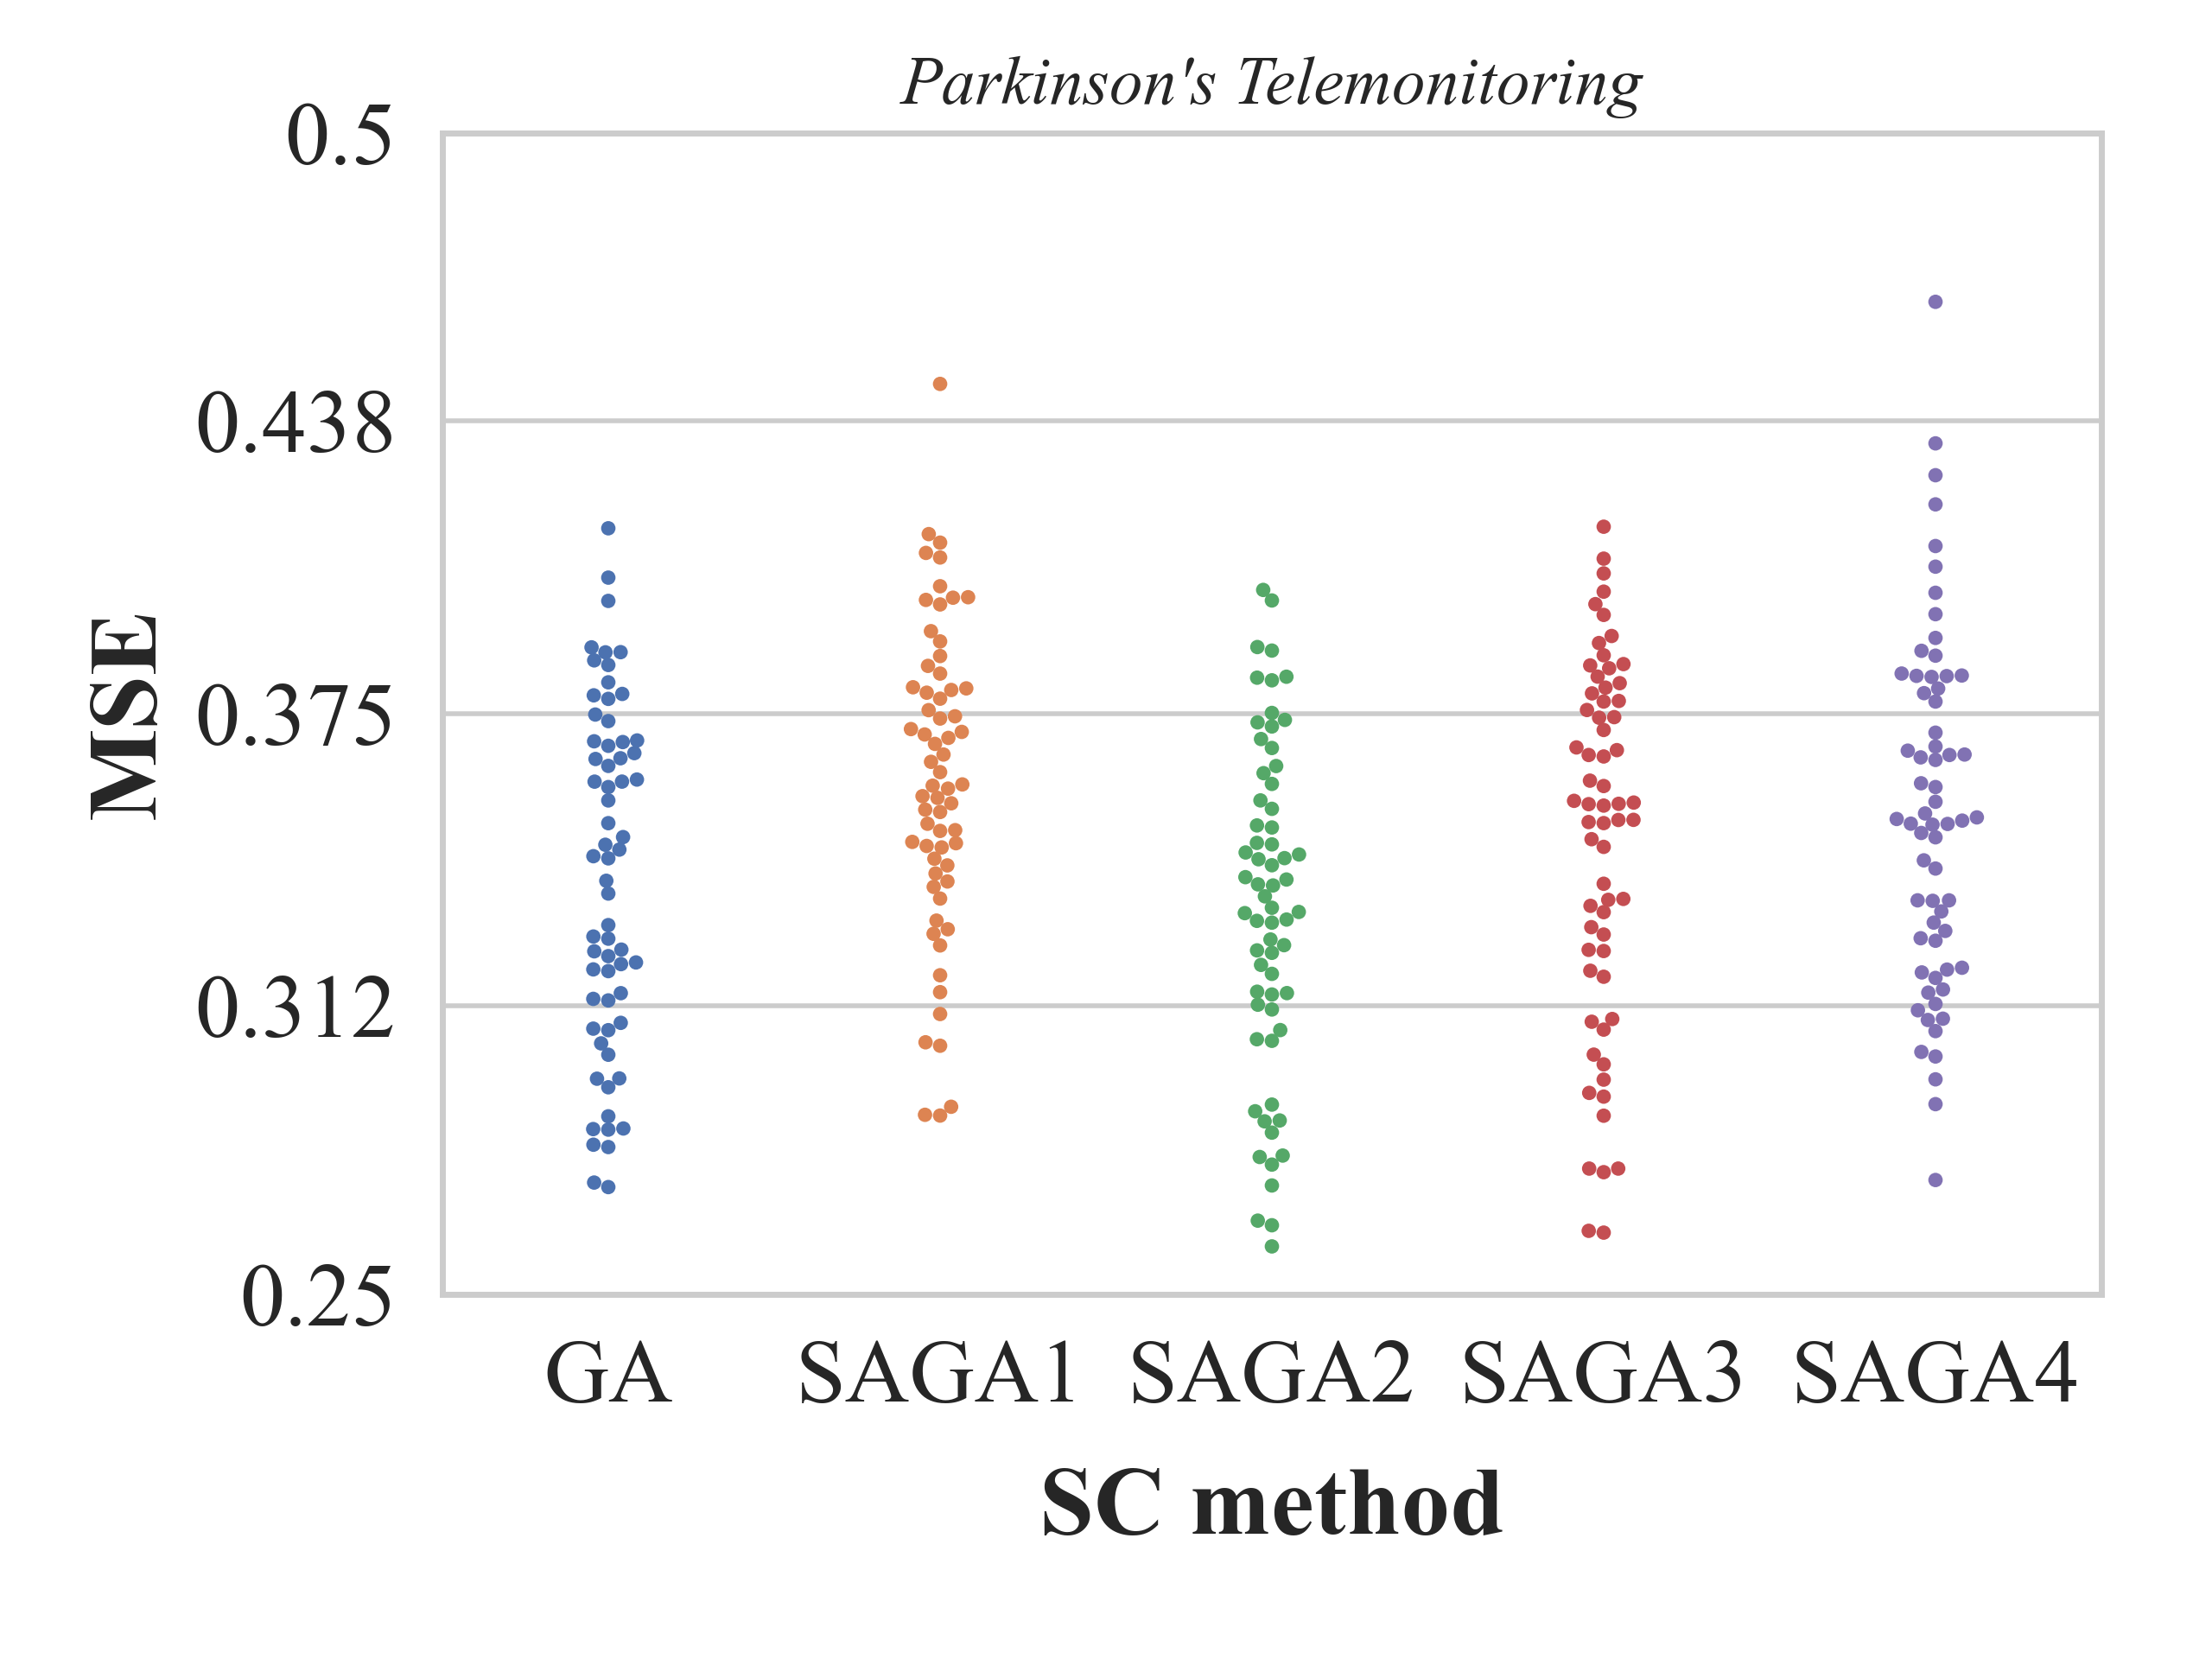 Parkinson's Telemonitoring
0.5
0.438
0.375
0.312
0.25
MSE
GA SAGA1 SAGA2 SAGA3 SAGA4
SC method